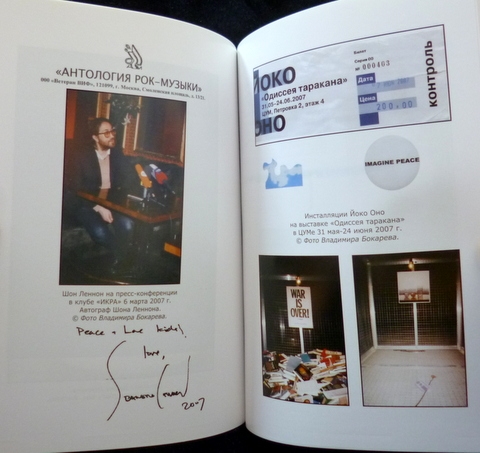 «АНТОЛОГИЯ РОК-МУЗЫКИ»
Шон Леннон на пресс-конференции
в клубе «ИКРА» 6 марта 2007 г.
Автограф Шона Леннона.
© Фото Владимира Бокарева.
Peace + Love
love,
2007
ЙОКО
ОНО
«Одиссея таракана»
31.05-24.06.2007
ЦУМ, Петровка 2, этаж 4
Билет
№ 000463
Дата
Цена
200=00
контроль
IMAGINE PEACE
Инсталляции Йоко Оно
на выставке «Одиссея таракана»
в ЦУМе 31 мая-24 июня 2007 г.
© Фото Владимира Бокарева.
WAR
IS
OVER!